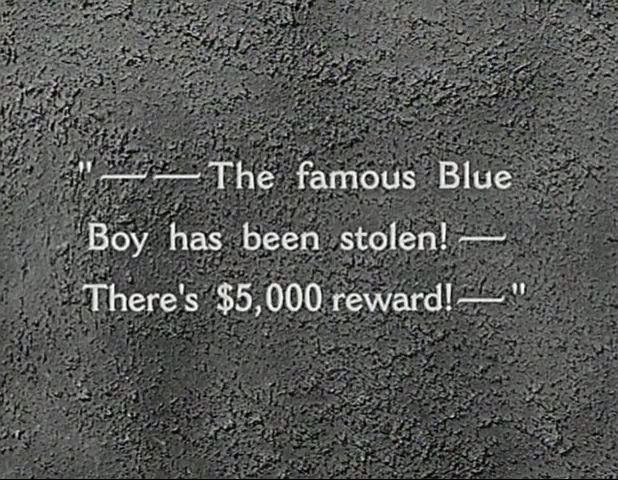 "— — The famous Blue
Boy has been stolen! —
There's $5,000 reward! —"